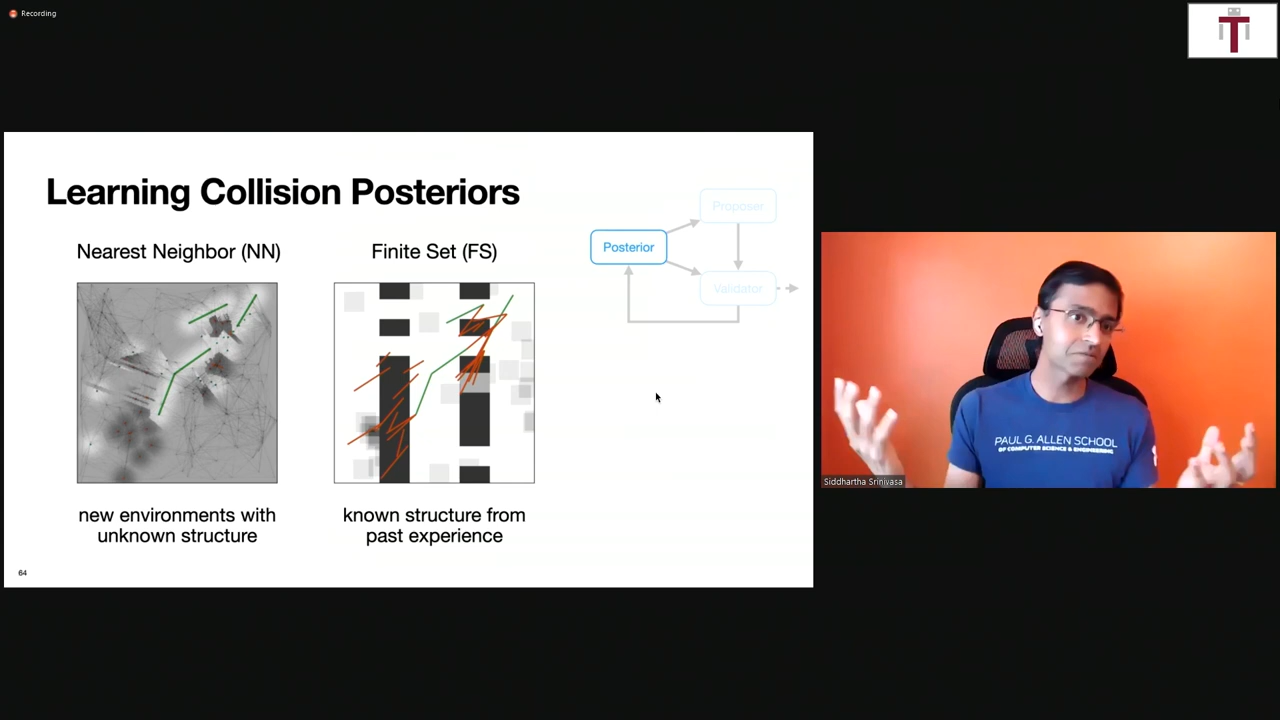 Recording
T
Learning Collision Posteriors
Nearest Neighbor (NN)
Finite Set (FS)
Proposer
Posterior
Validator
new environments with
unknown structure
known structure from
past experience
64
PAUL G. ALLEN SCHOOL
OF COMPUTER SCIENCE & ENGINEERING
Siddhartha Srinivasa